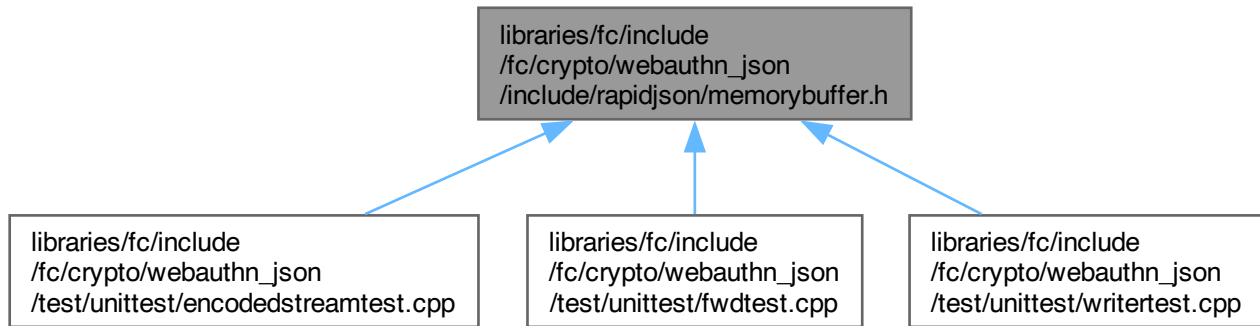 libraries/fc/include
/fc/crypto/webauthn_json
/include/rapidjson/memorybuffer.h
libraries/fc/include
/fc/crypto/webauthn_json
/test/unittest/encodedstreamtest.cpp
libraries/fc/include
/fc/crypto/webauthn_json
/test/unittest/fwdtest.cpp
libraries/fc/include
/fc/crypto/webauthn_json
/test/unittest/writertest.cpp